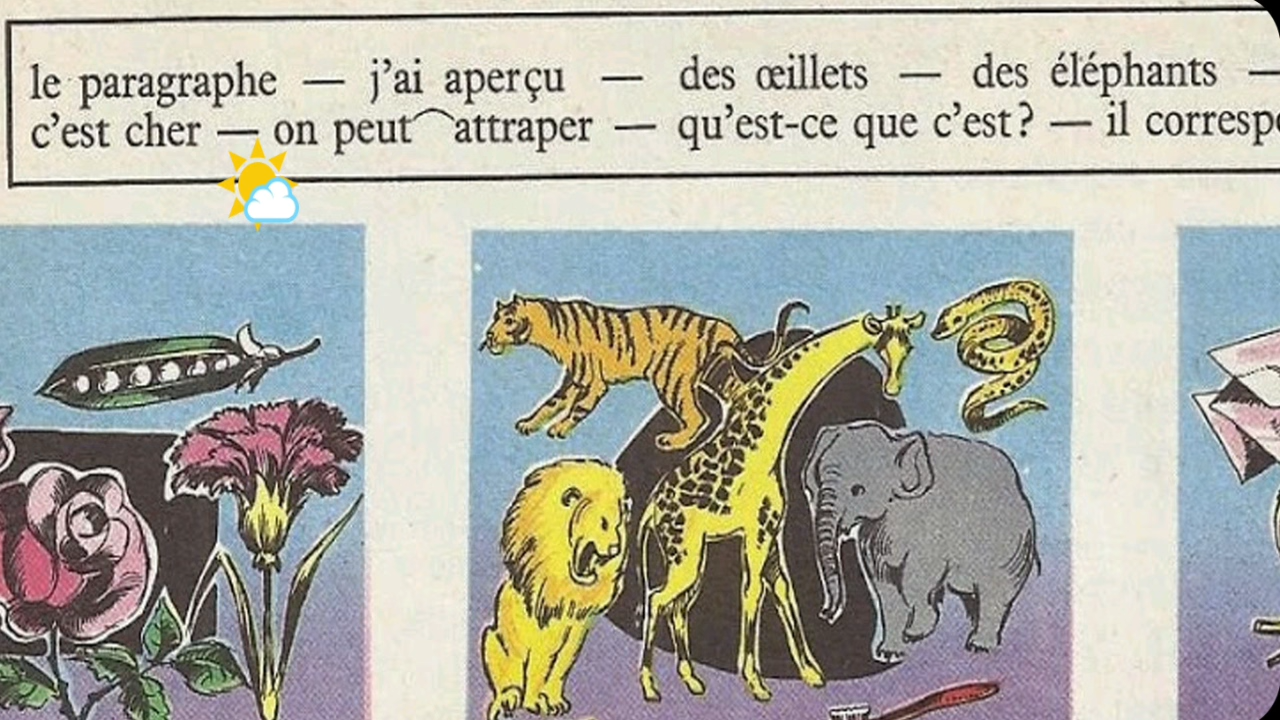 le paragraphe — j'ai aperçu — des œillets — des éléphants —
c'est cher — on peut‿attraper — qu'est-ce que c'est ? — il corresp